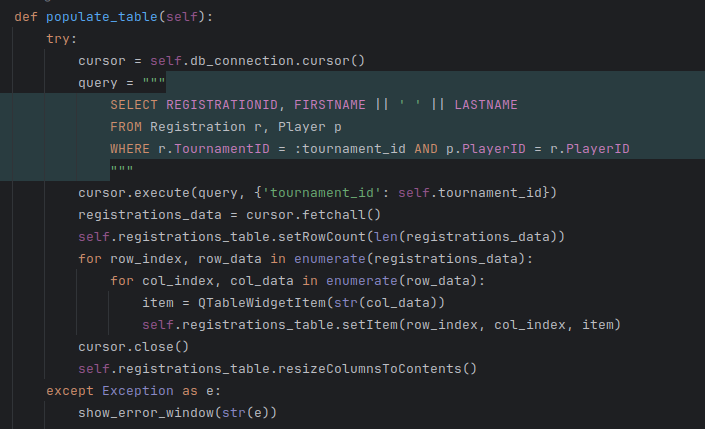 def populate_table(self):
    try:
        cursor = self.db_connection.cursor()
        query = """
            SELECT REGISTRATIONID, FIRSTNAME || ' ' || LASTNAME
            FROM Registration r, Player p
            WHERE r.TournamentID = :tournament_id AND p.PlayerID = r.PlayerID
            """
        cursor.execute(query, {'tournament_id': self.tournament_id})
        registrations_data = cursor.fetchall()
        self.registrations_table.setRowCount(len(registrations_data))
        for row_index, row_data in enumerate(registrations_data):
            for col_index, col_data in enumerate(row_data):
                item = QTableWidgetItem(str(col_data))
                self.registrations_table.setItem(row_index, col_index, item)
        cursor.close()
        self.registrations_table.resizeColumnsToContents()
    except Exception as e:
        show_error_window(str(e))